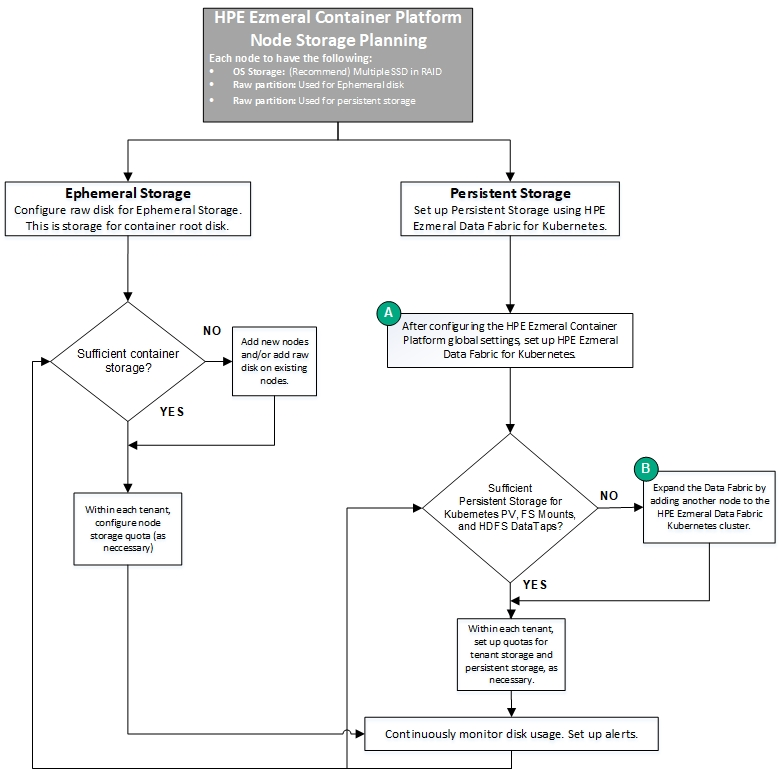 HPE Ezmeral Container Platform
Node Storage Planning
Each node to have the following:
• OS Storage: (Recommend) Multiple SSD in RAID
• Raw partition: Used for Ephemeral disk
• Raw partition: Used for persistent storage
Ephemeral Storage
Configure raw disk for Ephemeral Storage.
This is storage for container root disk.
Persistent Storage
Set up Persistent Storage using HPE
Ezmeral Data Fabric for Kubernetes.
A
After configuring the HPE Ezmeral Container
Platform global settings, set up HPE Ezmeral
Data Fabric for Kubernetes.
Sufficient container
storage?
NO
Add new nodes
and/or add raw
disk on existing
nodes.
YES
Within each tenant,
configure node
storage quota (as
neccessary)
Sufficient
Persistent Storage for
Kubernetes PV, FS Mounts,
and HDFS DataTaps?
NO
B
Expand the Data Fabric by
adding another node to the
HPE Ezmeral Data Fabric
Kubernetes cluster.
YES
Within each tenant,
set up quotas for
tenant storage and
persistent storage, as
necessary.
Continuously monitor disk usage. Set up alerts.